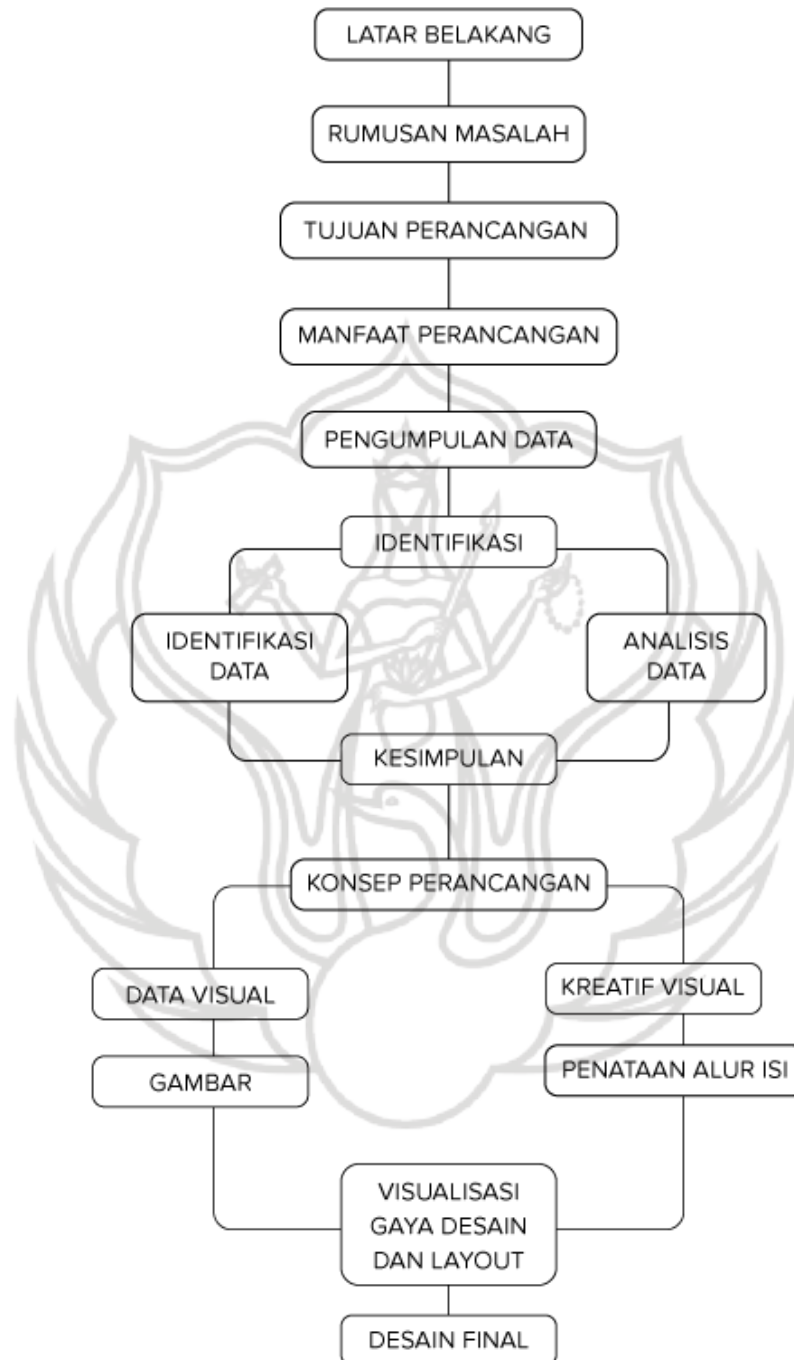 LATAR BELAKANG
RUMUSAN MASALAH
TUJUAN PERANCANGAN
MANFAAT PERANCANGAN
PENGUMPULAN DATA
IDENTIFIKASI
IDENTIFIKASI
DATA
ANALISIS
DATA
KESIMPULAN
KONSEP PERANCANGAN
DATA VISUAL
KREATIF VISUAL
GAMBAR
PENATAAN ALUR ISI
VISUALISASI
GAYA DESAIN
DAN LAYOUT
DESAIN FINAL